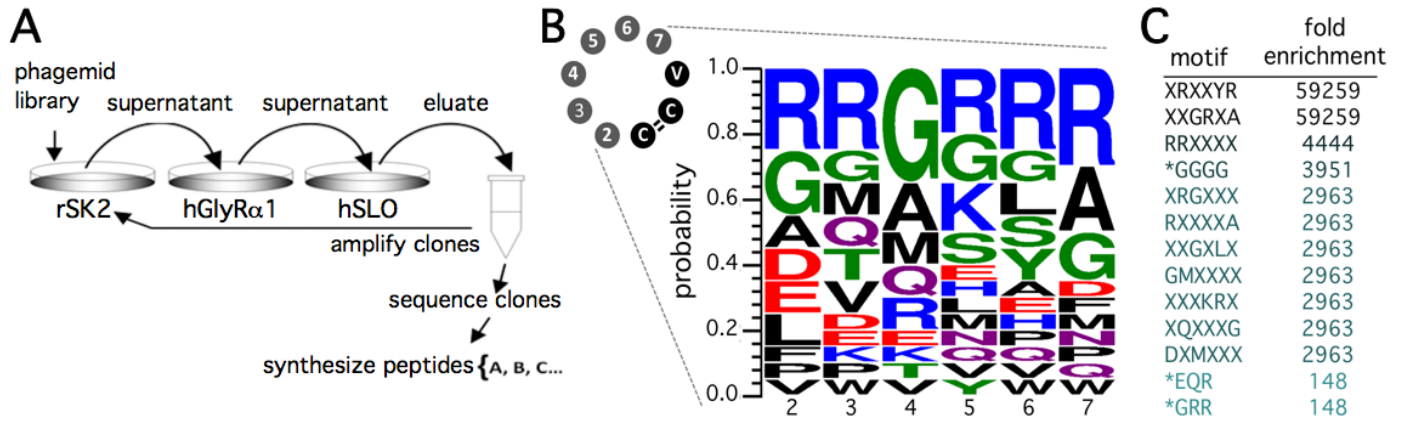 A
phagemid
library
supernatant
supernatant
eluate
rSK2
hGlyRα1
hSLO
amplify clones
sequence clones
synthesize peptides {A, B, C...
B
2
3
4
5
6
7
V
C
C
probability
1.0
0.8
0.6
0.4
0.2
0.0
R R G R R R
G G A G G A
A M M K L G
D Q Q S S D
E T R E Y F
L V E H A M
F D K L E N
P E T M H P
V K V N P Q
P Q Q W
W V V
Y W
2 3 4 5 6 7
C
motif fold enrichment
XRXXYR 59259
XXGRXA 59259
RRXXXX 4444
*GGGG 3951
XRGXXX 2963
RXXXXA 2963
XXGXLX 2963
GMXXXX 2963
XXXKRX 2963
XQXXXG 2963
DXMXXX 2963
*EQR 148
*GRR 148